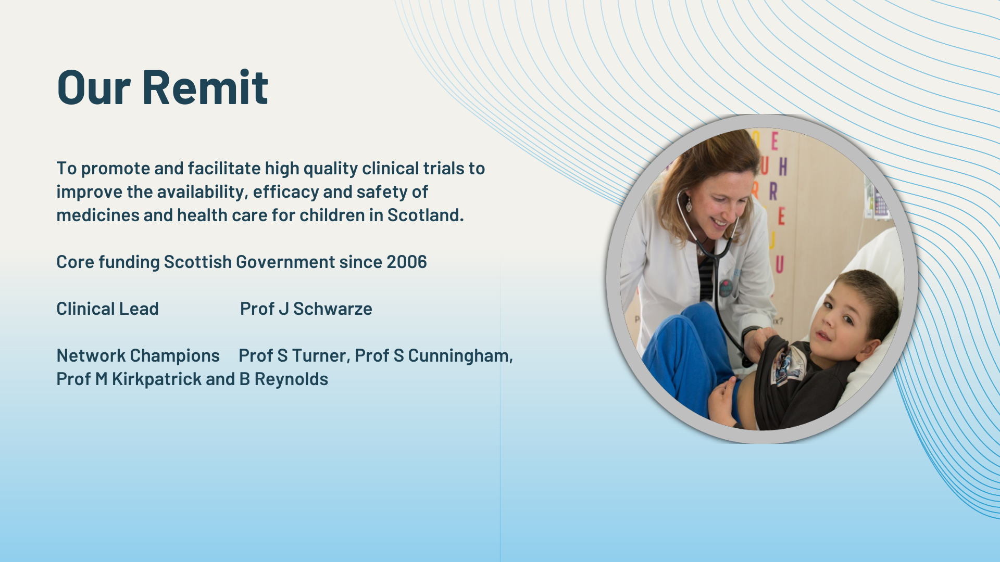 Our Remit
To promote and facilitate high quality clinical trials to
improve the availability, efficacy and safety of
medicines and health care for children in Scotland.
Core funding Scottish Government since 2006
Clinical Lead Prof J Schwarze
Network Champions Prof S Turner, Prof S Cunningham,
Prof M Kirkpatrick and B Reynolds
E
U H
R R
E
U
U
ix?